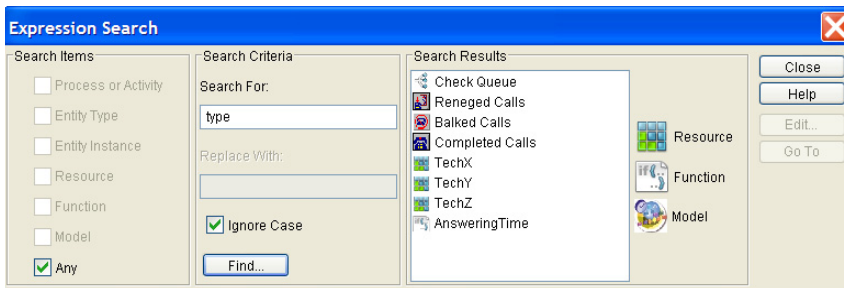 Expression Search
Search Items
Process or Activity
Entity Type
Entity Instance
Resource
Function
Model
Any
Search Criteria
Search For:
type
Replace With:
Ignore Case
Find...
Search Results
Check Queue
Reneged Calls
Balked Calls
Completed Calls
TechX
TechY
TechZ
AnsweringTime
Resource
Function
Model
Close
Help
Edit...
Go To